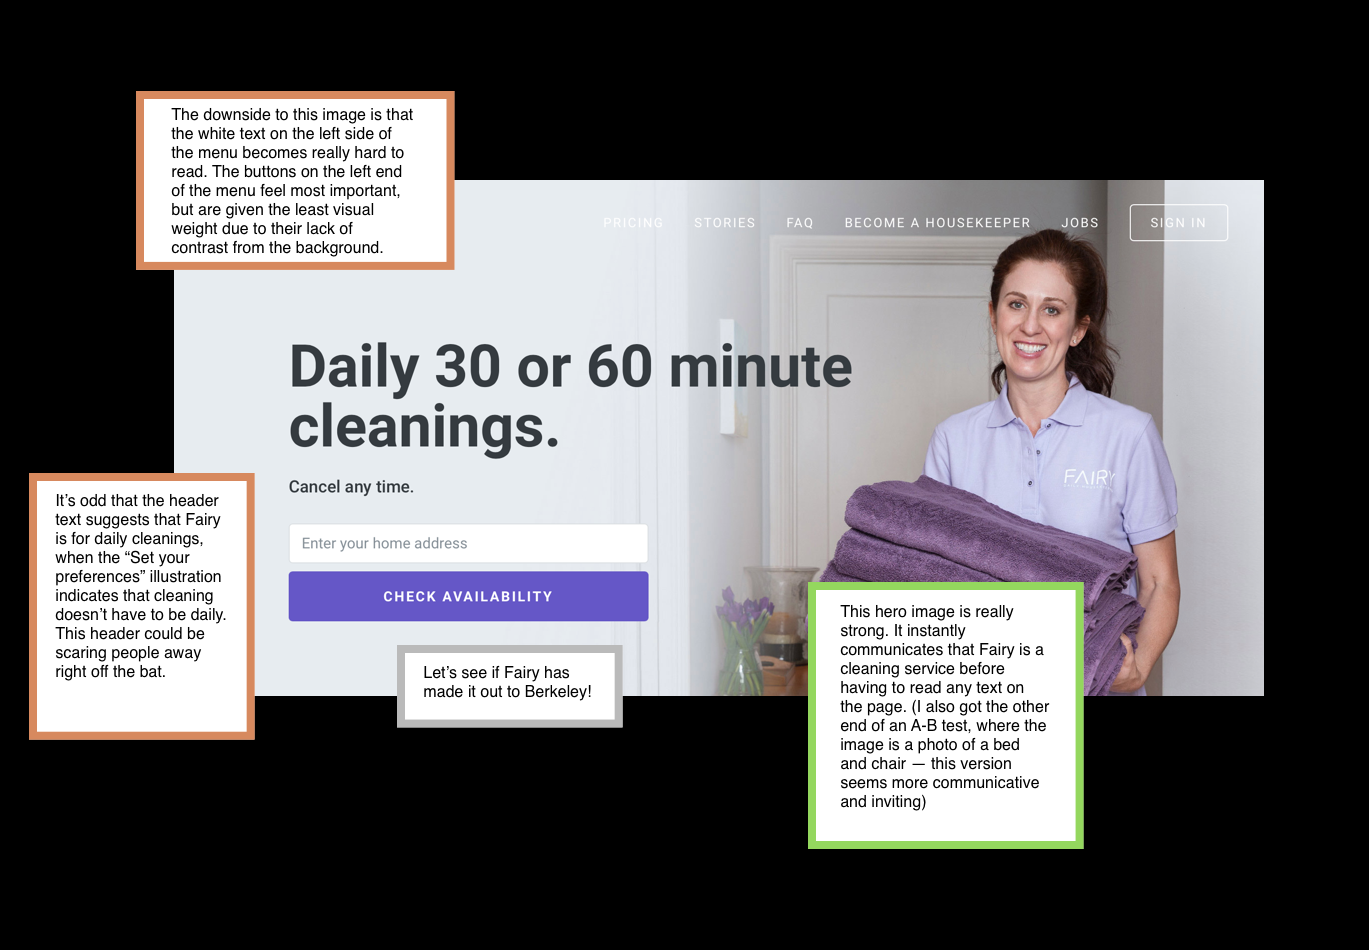 The downside to this image is that
the white text on the left side of
the menu becomes really hard to
read. The buttons on the left end
of the menu feel most important,
but are given the least visual
weight due to their lack of
contrast from the background.
PRICING STORIES FAQ BECOME A HOUSEKEEPER JOBS SIGN IN
Daily 30 or 60 minute
cleanings.
Cancel any time.
Enter your home address
CHECK AVAILABILITY
FAIRY
It’s odd that the header
text suggests that Fairy
is for daily cleanings,
when the “Set your
preferences” illustration
indicates that cleaning
doesn’t have to be daily.
This header could be
scaring people away
right off the bat.
Let’s see if Fairy has
made it out to Berkeley!
This hero image is really
strong. It instantly
communicates that Fairy is a
cleaning service before
having to read any text on
the page. (I also got the other
end of an A-B test, where the
image is a photo of a bed
and chair — this version
seems more communicative
and inviting)